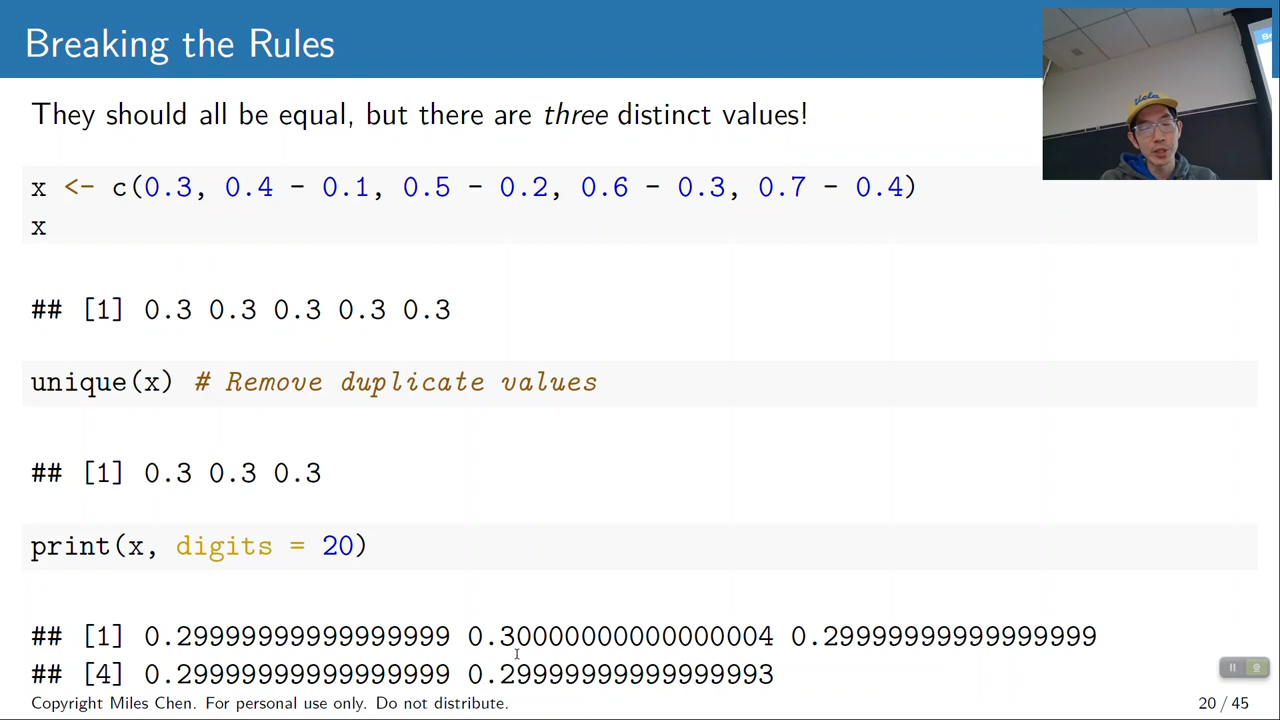 Breaking the Rules
They should all be equal, but there are three distinct values!
x <- c(0.3, 0.4 - 0.1, 0.5 - 0.2, 0.6 - 0.3, 0.7 - 0.4)
x
## [1] 0.3 0.3 0.3 0.3 0.3
unique(x) # Remove duplicate values
## [1] 0.3 0.3 0.3
print(x, digits = 20)
## [1] 0.29999999999999999 0.30000000000000004 0.29999999999999999
## [4] 0.29999999999999999 0.29999999999999993
Copyright Miles Chen. For personal use only. Do not distribute.
20 / 45
Ucla
Be